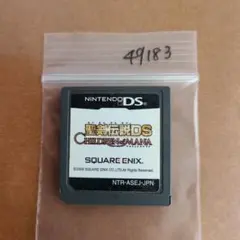 49183
NINTENDO DS
聖剣伝説DS
CHILDREN of MANA
SQUARE ENIX
NTR-ASEJ-JPN